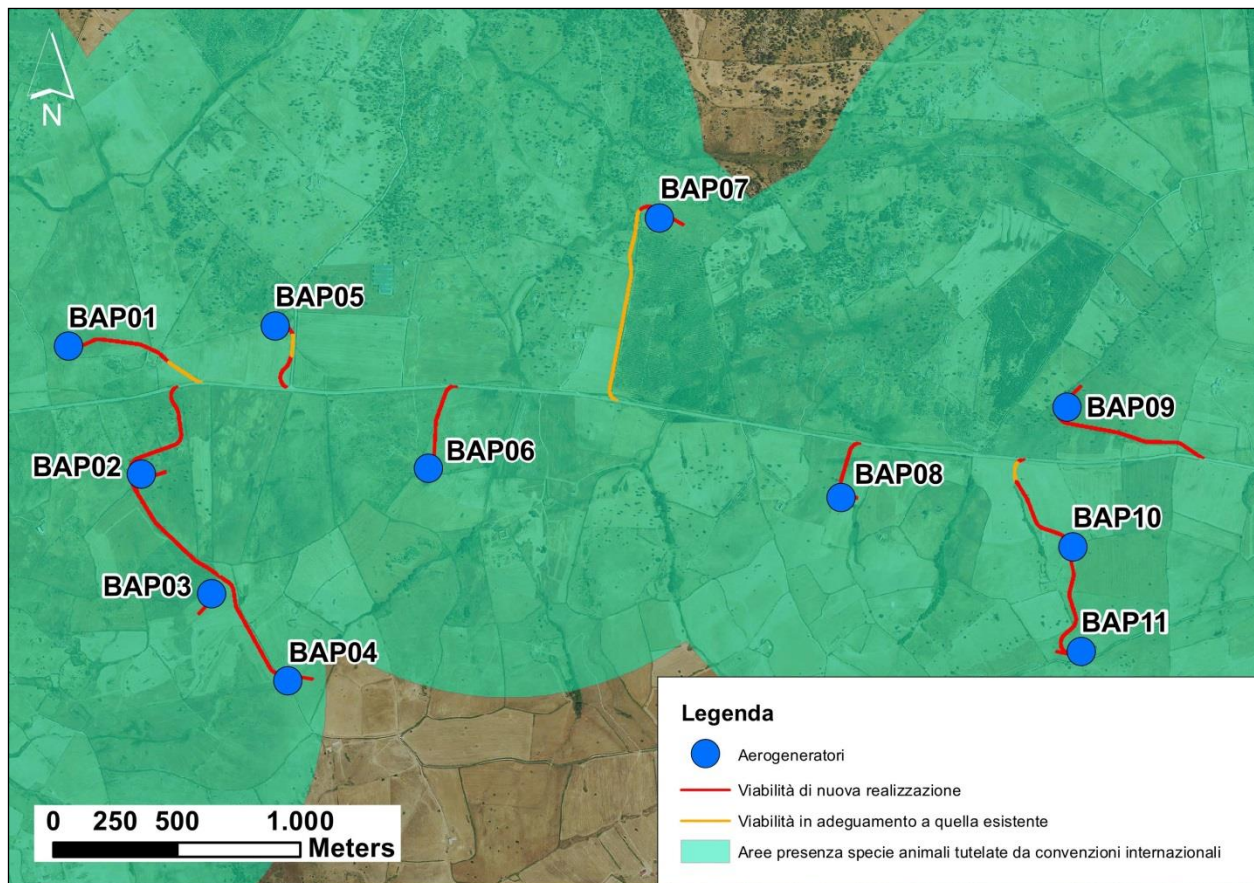 N
BAP07
BAP05
BAP01
BAP09
BAP06
BAP02
BAP08
BAP10
BAP03
BAP11
BAP04
Legenda
Aerogeneratori
Viabilità di nuova realizzazione
Viabilità in adeguamento a quella esistente
Aree presenza specie animali tutelate da convenzioni internazionali
0 250 500 1.000
Meters